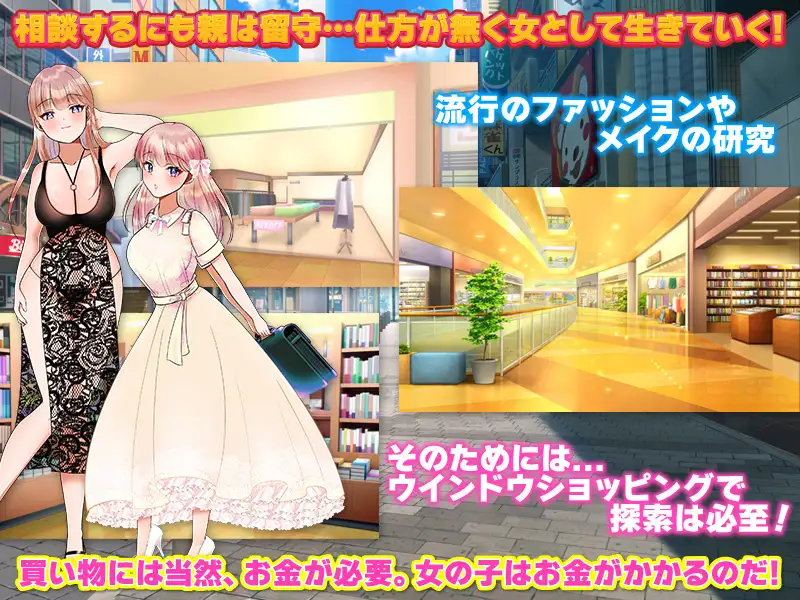 相談するにも親は留守…仕方が無く女として生きていく!
外
M
流行のファッションや
メイクの研究
そのためには...
ウインドウショッピングで
探索は必至!
買い物には当然、お金が必要。女の子はお金がかかるのだ!